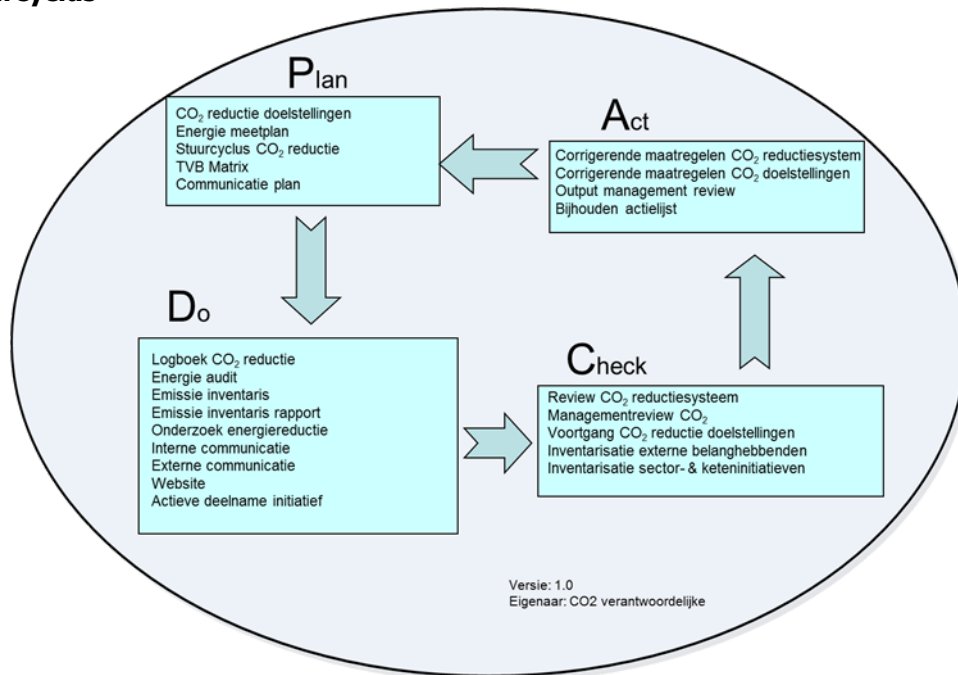 Plan
CO₂ reductie doelstellingen
Energie meetplan
Stuurcyclus CO₂ reductie
TVB Matrix
Communicatie plan
Act
Corrigerende maatregelen CO₂ reductiesystem
Corrigerende maatregelen CO₂ doelstellingen
Output management review
Bijhouden actielijst
Do
Logboek CO₂ reductie
Energie audit
Emissie inventaris
Emissie inventaris rapport
Onderzoek energiereductie
Interne communicatie
Externe communicatie
Website
Actieve deelname initiatief
Check
Review CO₂ reductiesysteem
Managementreview CO₂
Voortgang CO₂ reductie doelstellingen
Inventarisatie externe belanghebbenden
Inventarisatie sector- & keteninitiatieven
Versie: 1.0
Eigenaar: CO2 verantwoordelijke